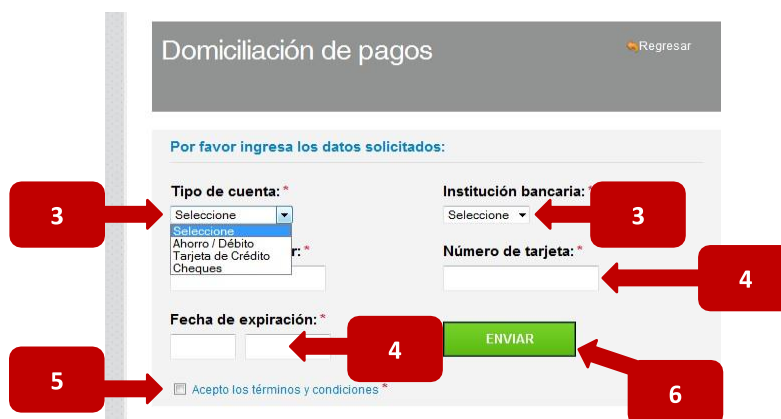 Domiciliación de pagos
Regresar
Por favor ingresa los datos solicitados:
Tipo de cuenta: *
Institución bancaria: *
3
Seleccione
Seleccione
3
Seleccione
Ahorro / Débito
Tarjeta de Crédito
Cheques
r: *
Número de tarjeta: *
4
Fecha de expiración: *
4
ENVIAR
5
Acepto los términos y condiciones *
6